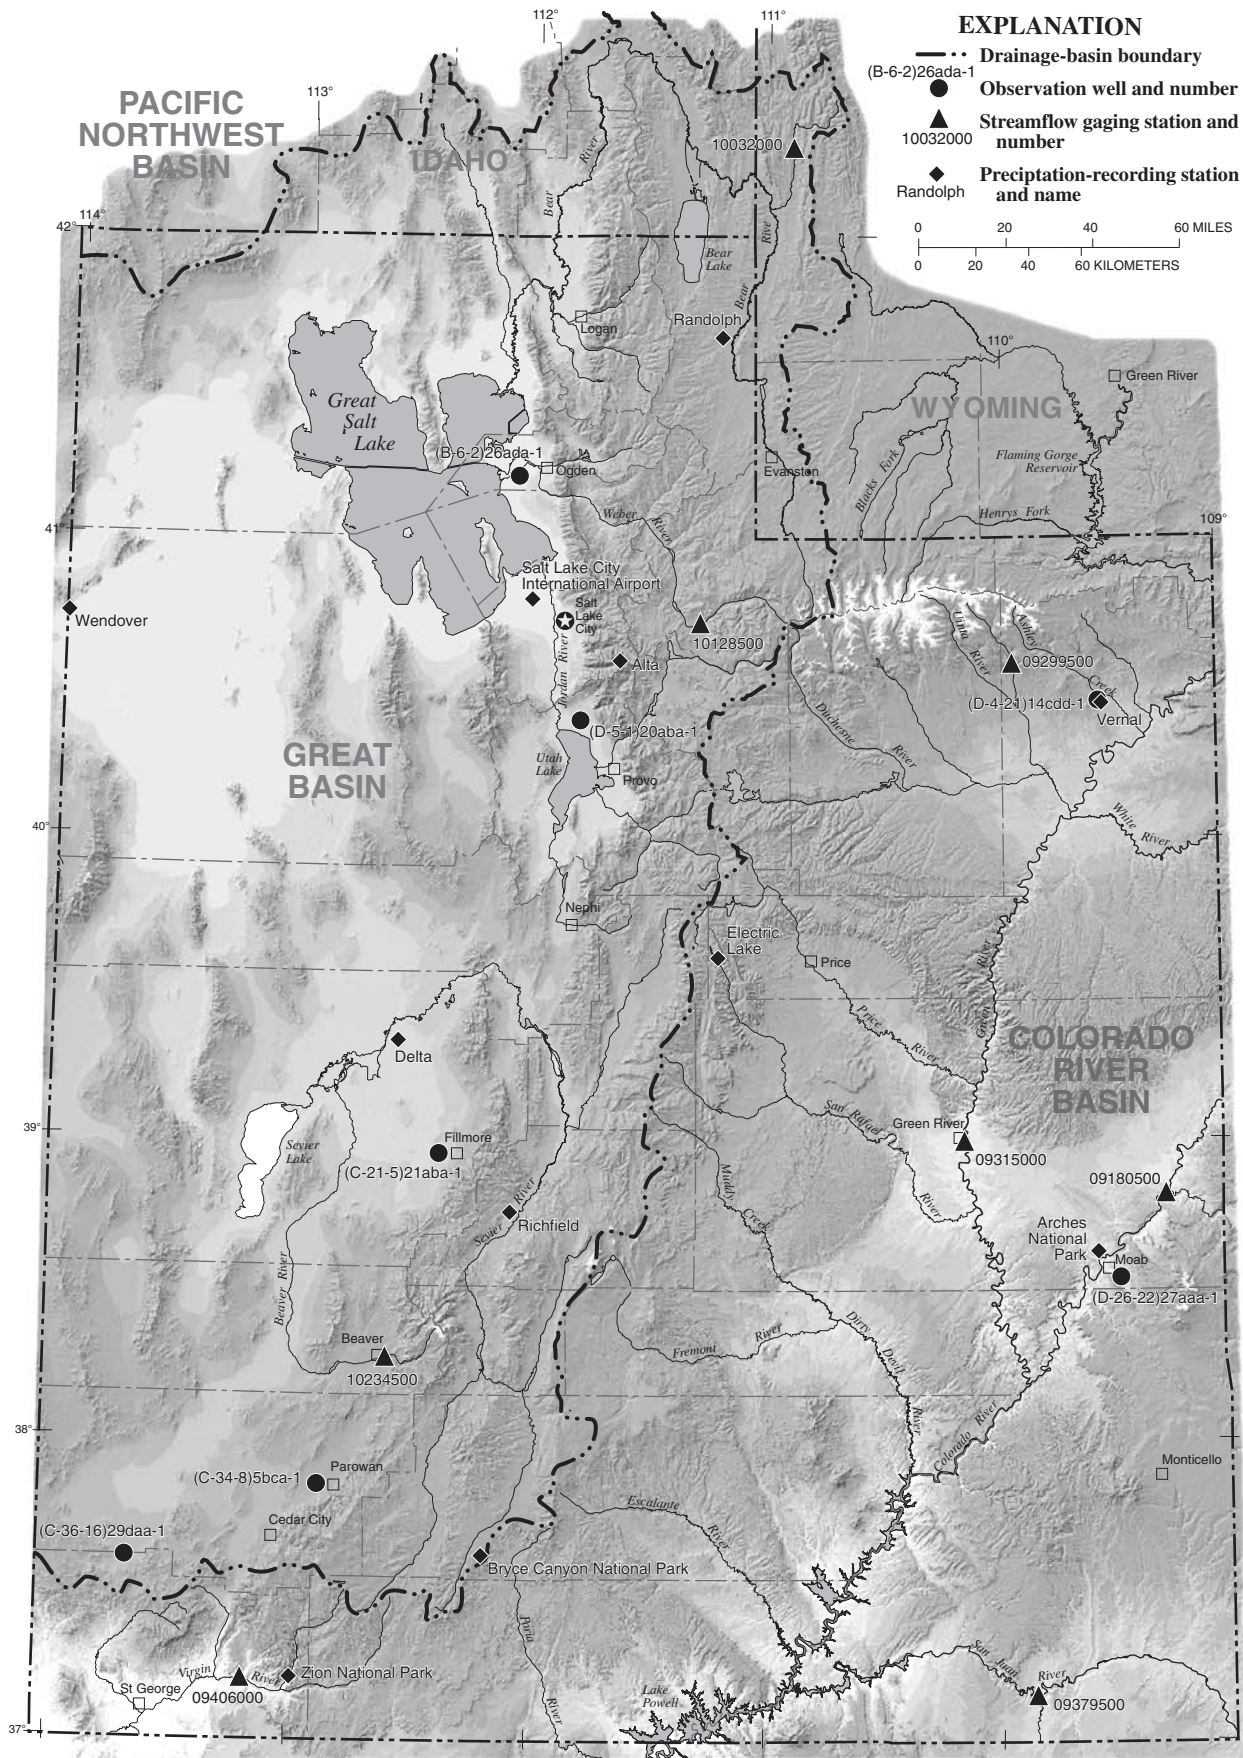 112°
111°
EXPLANATION
Drainage-basin boundary
(B-6-2)26ada-1
Observation well and number
Streamflow gaging station and
10032000
number
Preciptation-recording station
Randolph
and name
0 20 40 60 MILES
0 20 40 60 KILOMETERS
113°
PACIFIC
NORTHWEST
BASIN
IDAHO
10032000
River
Bear
114°
42°
Bear
Lake
Rive
Bear
Logan
Randolph
110°
Green River
WYOMING
Great
Salt
Lake
(B-6-2)26ada-1
Ogden
Evanston
Blacks Fork
Flaming Gorge
Reservoir
Henrys Fork
Weber
River
109°
41°
Salt Lake City
International Airport
Wendover
Salt
Lake
City
10128500
Jordan River
Alta
Uinta
River
Ashley
Creek
09299500
(D-4-21)14cdd-1
Vernal
(D-5-1)20aba-1
Duchesne
River
GREAT
BASIN
Utah
Lake
Provo
40°
White
River
Nephi
Electric
Lake
Price
Green River
Price
River
COLORADO
RIVER
BASIN
Delta
39°
Sevier
Lake
Fillmore
(C-21-5)21aba-1
San Rafael
River
Green River
09315000
09180500
Muddy
Creek
Sevier River
Richfield
Arches
National
Park
Moab
(D-26-22)27aaa-1
Beaver River
Beaver
10234500
Fremont River
Dirty
Devil
River
38°
Colorado River
Monticello
(C-34-8)5bca-1
Parowan
Cedar City
(C-36-16)29daa-1
Escalante
River
Bryce Canyon National Park
Paria
River
Virgin
River
Zion National Park
St George
09406000
Lake
Powell
San Juan
River
09379500
37°